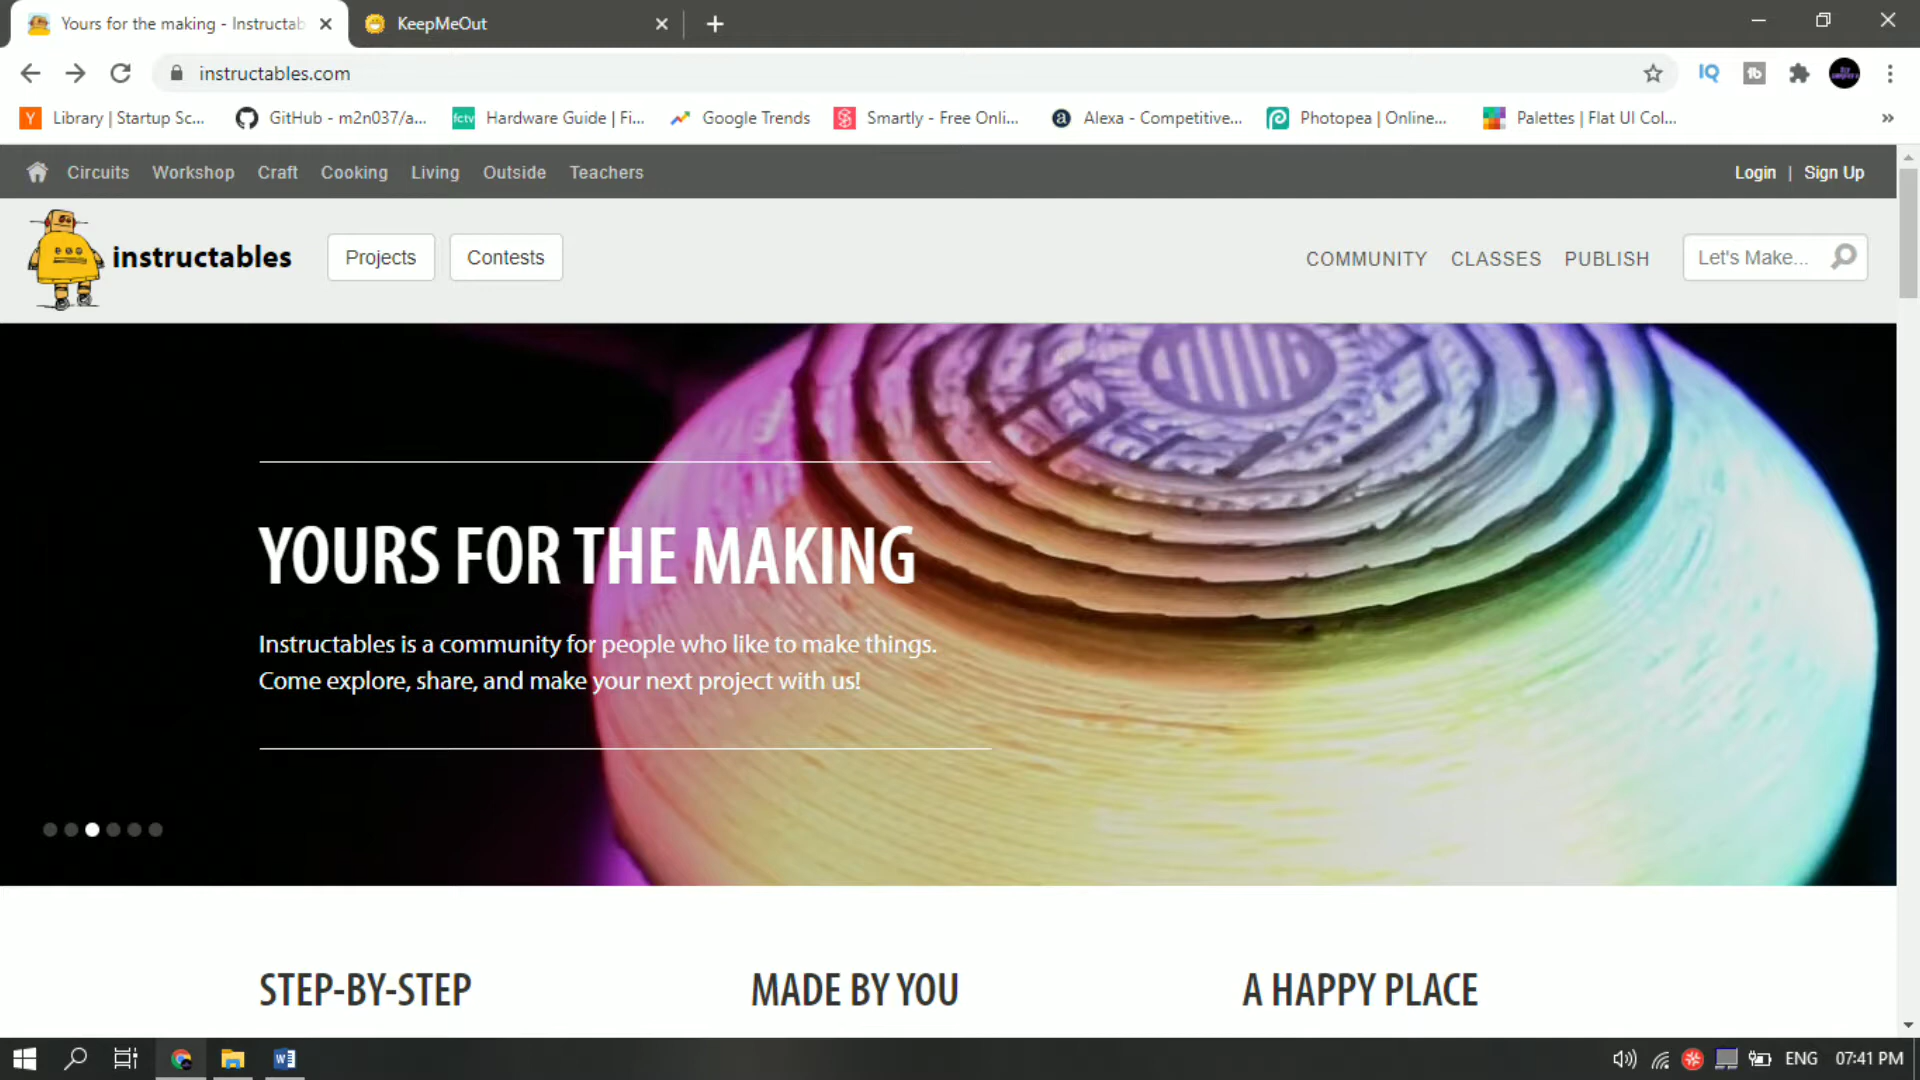 Yours for the making - Instructab
KeepMeOut
instructables.com
Library | Startup Sc...
GitHub - m2n037/a...
Hardware Guide | Fi...
Google Trends
Smartly - Free Onli...
Alexa - Competitive...
Photopea | Online...
Palettes | Flat UI Col...
Circuits Workshop Craft Cooking Living Outside Teachers
Login | Sign Up
instructables
Projects
Contests
COMMUNITY CLASSES PUBLISH
Let's Make...
YOURS FOR THE MAKING
Instructables is a community for people who like to make things.
Come explore, share, and make your next project with us!
STEP-BY-STEP
MADE BY YOU
A HAPPY PLACE
ENG 07:41 PM